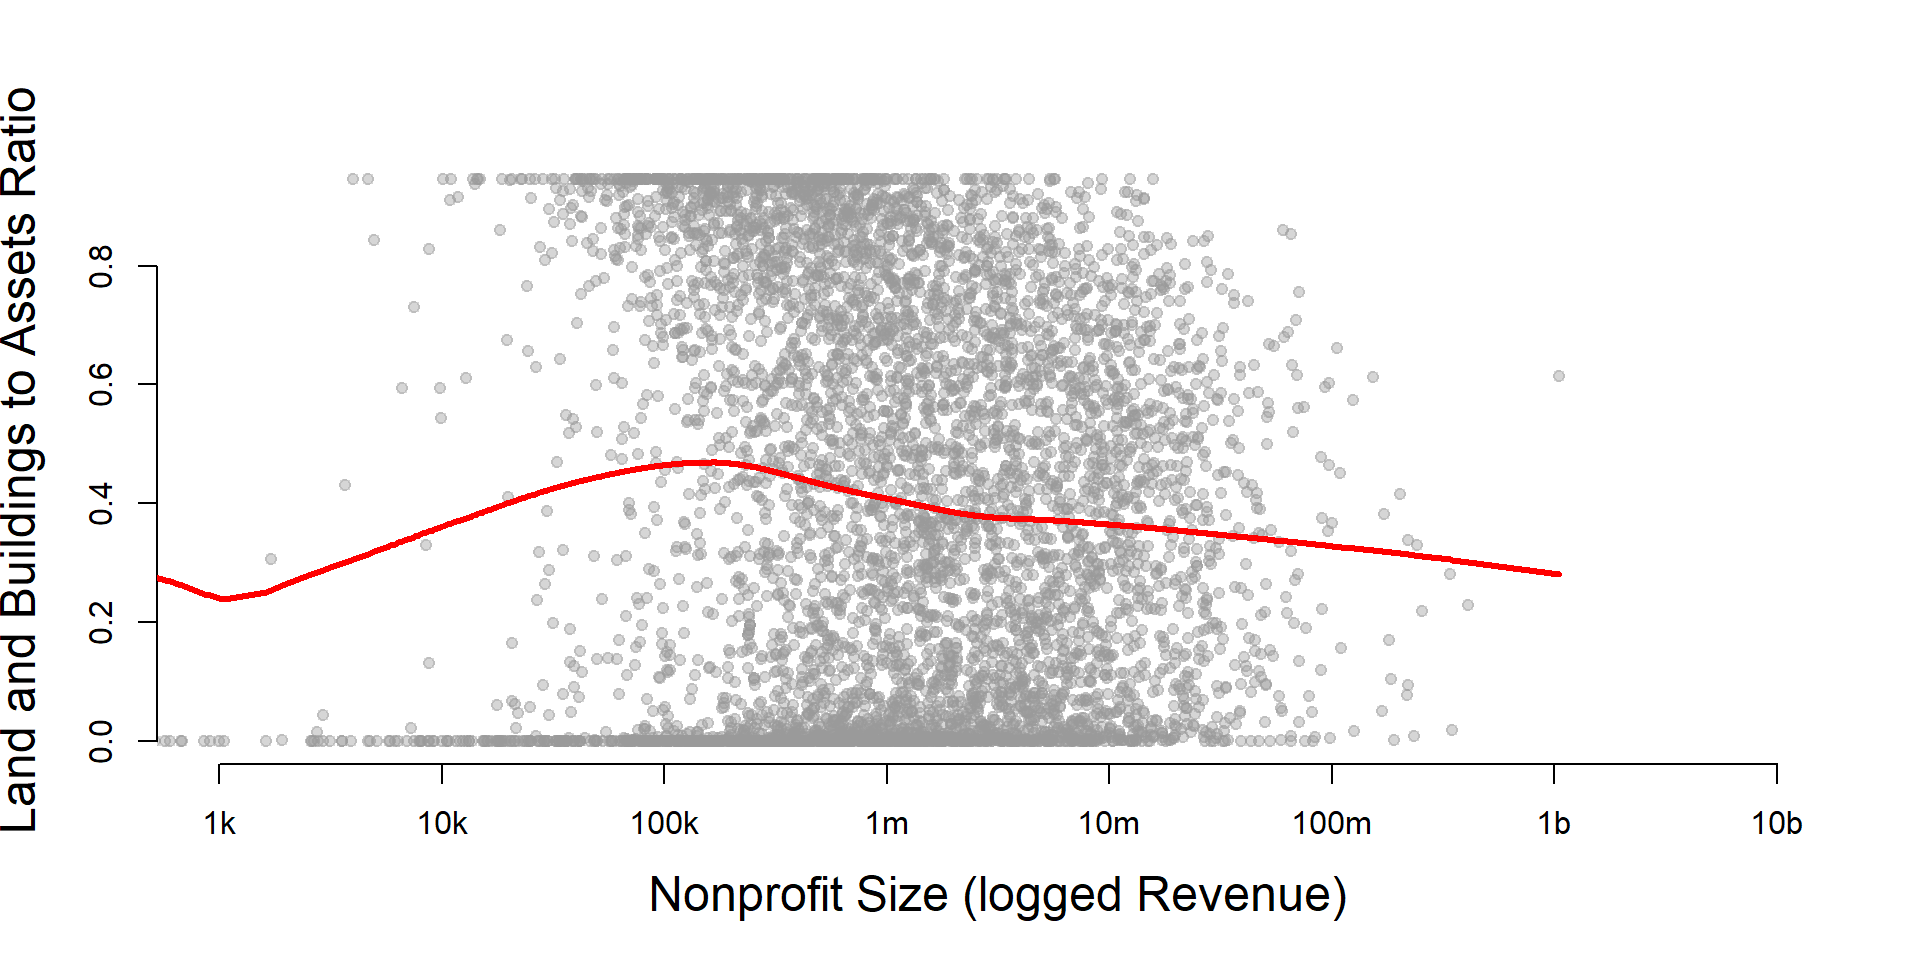 Land and Buildings to Assets Ratio
0.8
0.6
0.4
0.2
0.0
1k 10k 100k 1m 10m 100m 1b 10b
Nonprofit Size (logged Revenue)